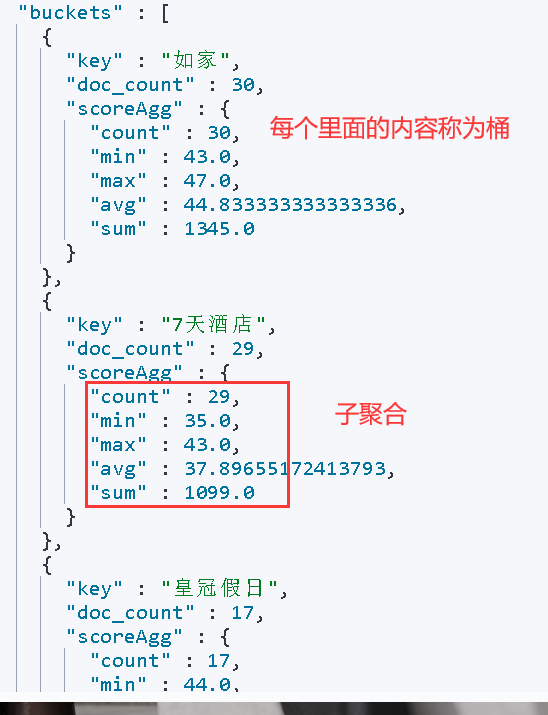 "buckets" : [
{
"key" : "如家",
"doc_count" : 30,
"scoreAgg" : {
"count" : 30,
每个里面的内容称为桶
"min" : 43.0,
"max" : 47.0,
"avg" : 44.833333333333336,
"sum" : 1345.0
}
},
{
"key" : "7天酒店",
"doc_count" : 29,
"scoreAgg" : {
"count" : 29,
"min" : 35.0,
子聚合
"max" : 43.0,
"avg" : 37.89655172413793,
"sum" : 1099.0
}
},
{
"key" : "皇冠假日",
"doc_count" : 17,
"scoreAgg" : {
"count" : 17,
"min" : 44.0,